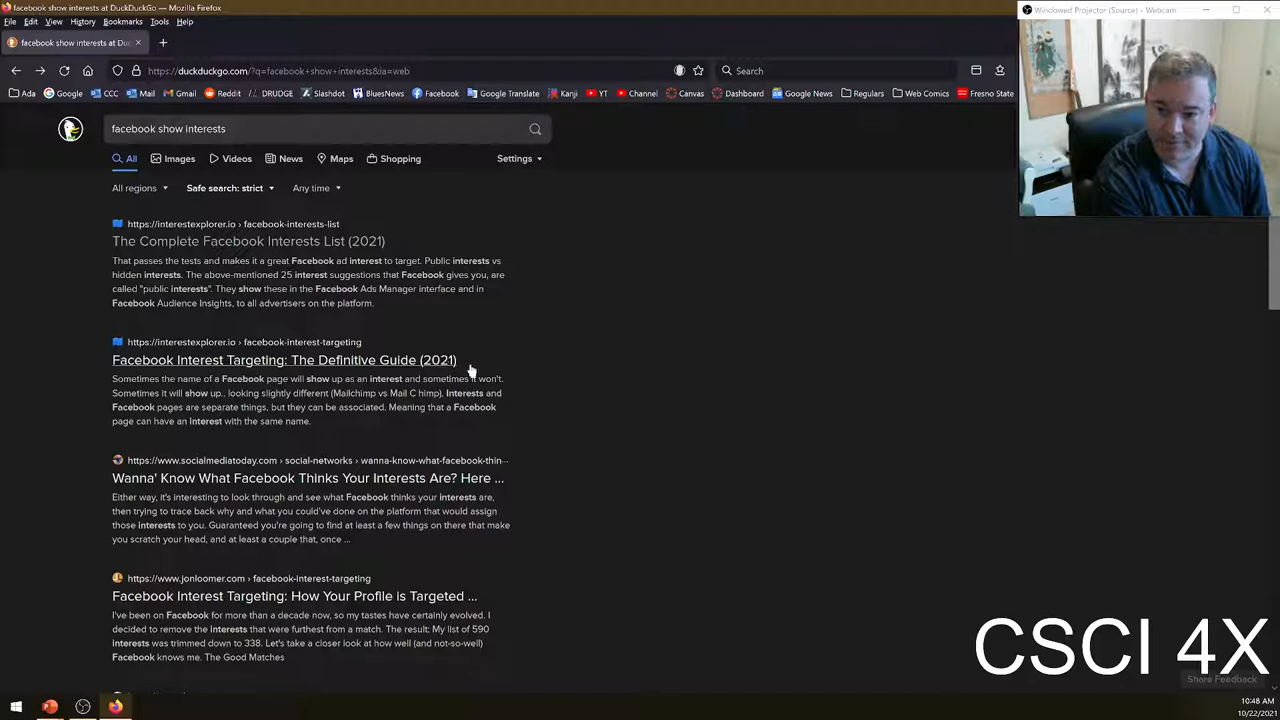 facebook show interests at DuckDuckGo — Mozilla Firefox
Windowed Projector (Source) - Webcam
File Edit View History Bookmarks Tools Help
facebook show interests at Du
https://duckduckgo.com/?q=facebook+show+interests&ia=web
Search
Ada Google CCC Mail Gmail Reddit DRUDGE Slashdot BluesNews Facebook Google Translate Kanji YT Channel Canvas Dashboard Google News Regulars Web Comics Fresno State
facebook show interests
All Images Videos News Maps Shopping Settings
All regions Safe search: strict Any time
https://interestexplorer.io › facebook-interests-list
The Complete Facebook Interests List (2021)
That passes the tests and makes it a great Facebook ad interest to target. Public interests vs
hidden interests. The above-mentioned 25 interest suggestions that Facebook gives you, are
called "public interests". They show these in the Facebook Ads Manager interface and in
Facebook Audience Insights, to all advertisers on the platform.
https://interestexplorer.io › facebook-interest-targeting
Facebook Interest Targeting: The Definitive Guide (2021)
Sometimes the name of a Facebook page will show up as an interest and sometimes it won't.
Sometimes it will show up.. looking slightly different (Mailchimp vs Mail C himp). Interests and
Facebook pages are separate things, but they can be associated. Meaning that a Facebook
page can have an interest with the same name.
https://www.socialmediatoday.com › social-networks › wanna-know-what-facebook-thin...
Wanna' Know What Facebook Thinks Your Interests Are? Here ...
Either way, it's interesting to look through and see what Facebook thinks your interests are,
then trying to trace back why and what you could've done on the platform that would assign
those interests to you. Guaranteed you're going to find at least a few things on there that make
you scratch your head, and at least a couple that, once ...
https://www.jonloomer.com › facebook-interest-targeting
Facebook Interest Targeting: How Your Profile is Targeted ...
I've been on Facebook for more than a decade now, so my tastes have certainly evolved. I
decided to remove the Interests that were furthest from a match. The result: My list of 590
interests was trimmed down to 338. Let's take a closer look at how well (and not-so-well)
Facebook knows me. The Good Matches
CSCI 4X
Share Feedback
10:48 AM
10/22/2021